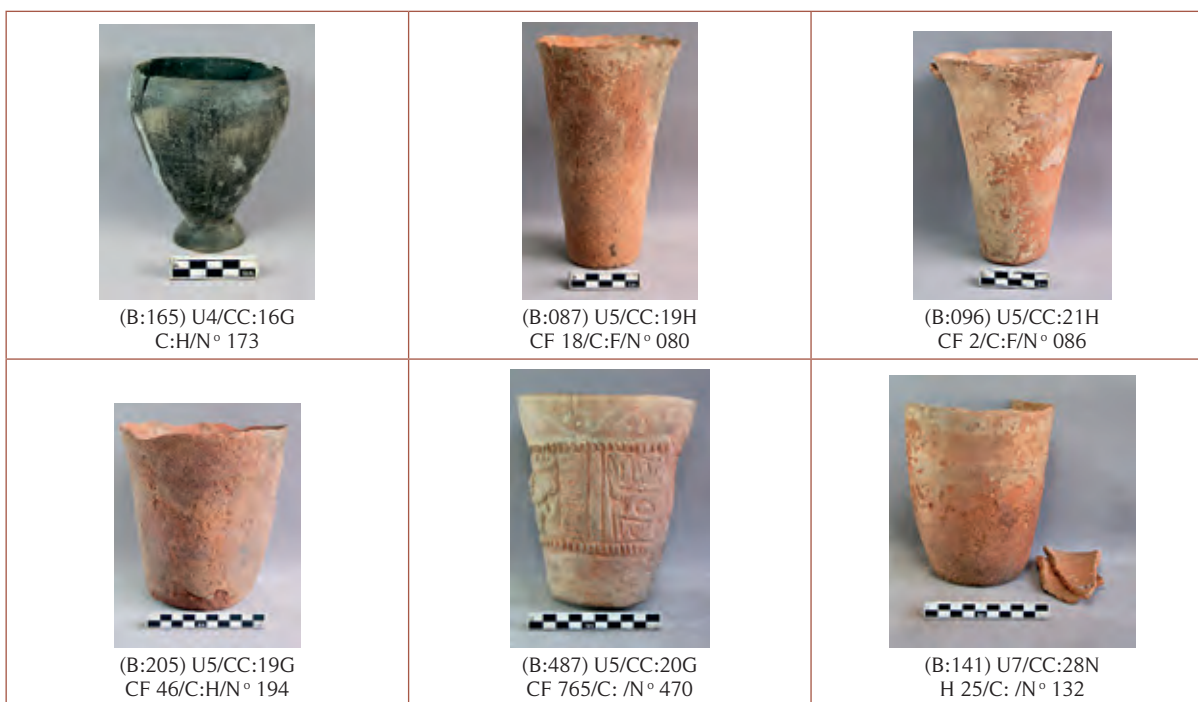 (B:165) U4/CC:16G
C:H/N° 173
(B:087) U5/CC:19H
CF 18/C:F/N° 080
(B:096) U5/CC:21H
CF 2/C:F/N° 086
(B:205) U5/CC:19G
CF 46/C:H/N° 194
(B:487) U5/CC:20G
CF 765/C: /N° 470
(B:141) U7/CC:28N
H 25/C: /N° 132